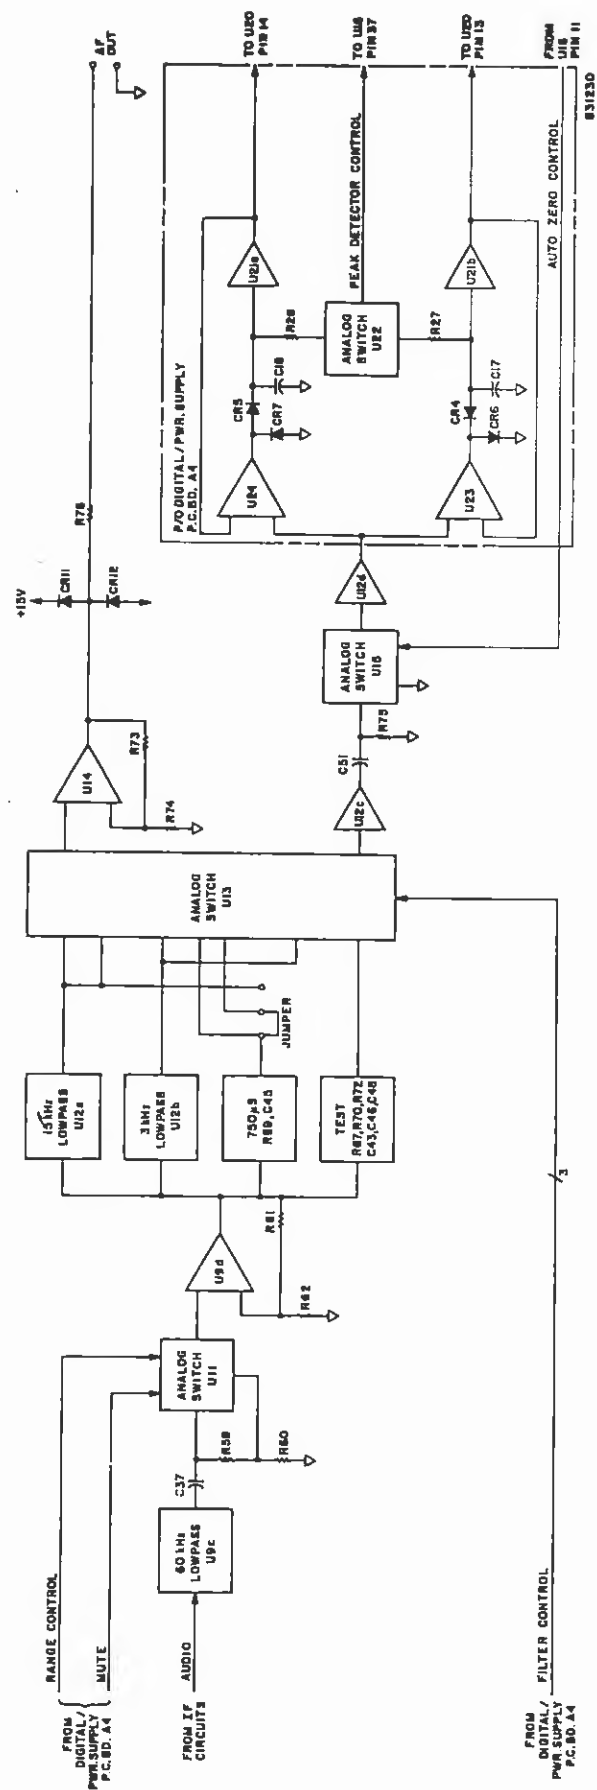 FROM
DIGITAL/
PWR. SUPPLY
P.C. BD. A4
RANGE CONTROL
MUTE
FROM IF
CIRCUITS
AUDIO
60 kHz
LOWPASS
U9c
C37
R59
R60
ANALOG
SWITCH
U11
U9d
R61
R62
15 kHz
LOWPASS
U12a
3 kHz
LOWPASS
U12b
750µS
R69, C45
TEST
R67, R70, R72
C43, C46, C48
JUMPER
ANALOG
SWITCH
U13
U14
R73
R74
+15V
CR11
CR12
R76
AF
OUT
U12c
C51
R75
ANALOG
SWITCH
U15
U12d
P/O DIGITAL/PWR. SUPPLY
P.C. BD. A4
U24
CR5
CR7
C18
U21a
R28
ANALOG
SWITCH
U22
R27
PEAK DETECTOR CONTROL
U23
CR4
CR6
C17
U21b
TO U20
PIN 14
TO U16
PIN 37
TO U20
PIN 13
FROM
U16
PIN 11
AUTO ZERO CONTROL
FROM
DIGITAL/
PWR. SUPPLY
P.C. BD. A4
FILTER CONTROL
3
831230